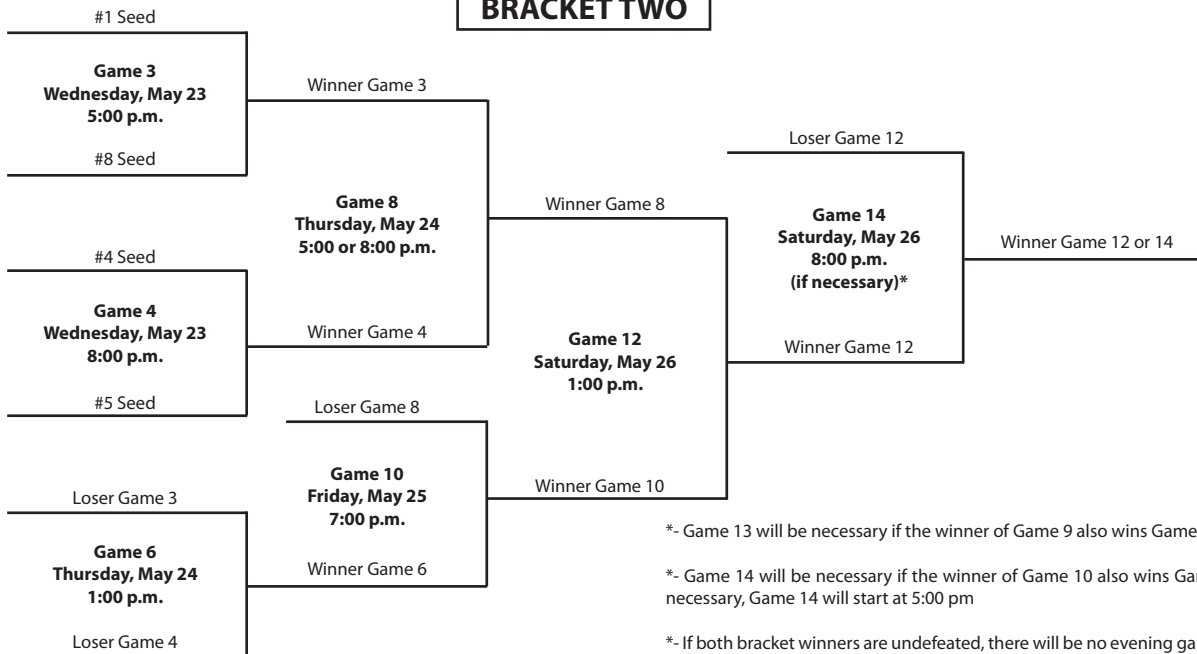 BRACKET TWO
#1 Seed
Game 3
Wednesday, May 23
5:00 p.m.
#8 Seed
#4 Seed
Game 4
Wednesday, May 23
8:00 p.m.
#5 Seed
Loser Game 3
Game 6
Thursday, May 24
1:00 p.m.
Loser Game 4
Winner Game 3
Game 8
Thursday, May 24
5:00 or 8:00 p.m.
Winner Game 4
Loser Game 8
Game 10
Friday, May 25
7:00 p.m.
Winner Game 6
Winner Game 8
Game 12
Saturday, May 26
1:00 p.m.
Winner Game 10
Loser Game 12
Game 14
Saturday, May 26
8:00 p.m.
(if necessary)*
Winner Game 12
Winner Game 12 or 14
*- Game 13 will be necessary if the winner of Game 9 also wins Game
*- Game 14 will be necessary if the winner of Game 10 also wins
necessary, Game 14 will start at 5:00 pm
*- If both bracket winners are undefeated, there will be no evening